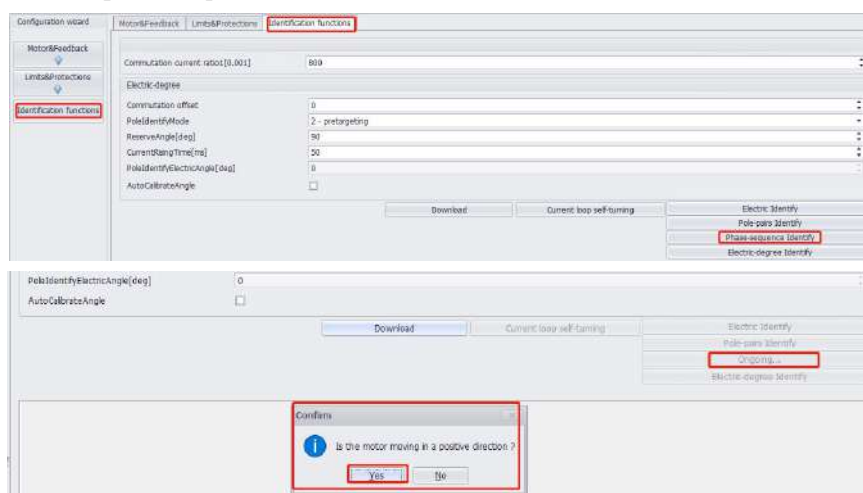 Configuration wizard
Motor&Feedback
Limits&Protections
Identification functions
Motor&Feedback
Limits&Protections
Identification functions
Commutation current ratios[0.001]
800
Electric-degree
Commutation offset
0
PoleIdentifyMode
2 - pretargeting
ReserveAngle[deg]
90
CurrentRisingTime[ms]
50
PoleIdentifyElectricAngle[deg]
0
AutoCalibrateAngle
Download
Current loop self-turning
Electric Identify
Pole-pairs Identify
Phase-sequence Identify
Electric-degree Identify
PoleIdentifyElectricAngle[deg]
0
AutoCalibrateAngle
Download
Current loop self-turning
Electric Identify
Pole-pairs Identify
Ongoing...
Electric-degree Identify
Confirm
Is the motor moving in a positive direction ?
Yes
No